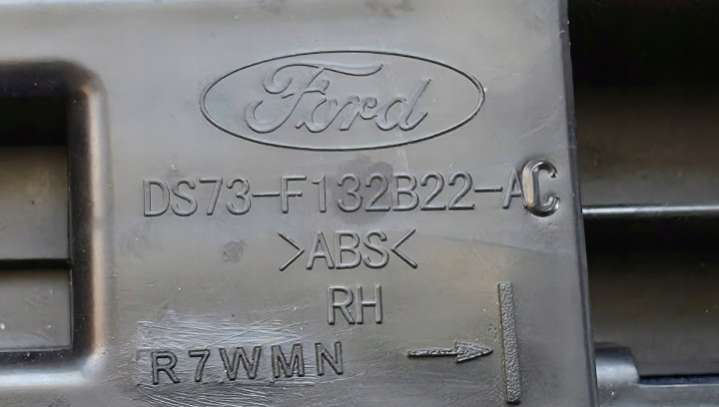 Ford
DS73-F132B22-AC
>ABS<
RH
R7WMN